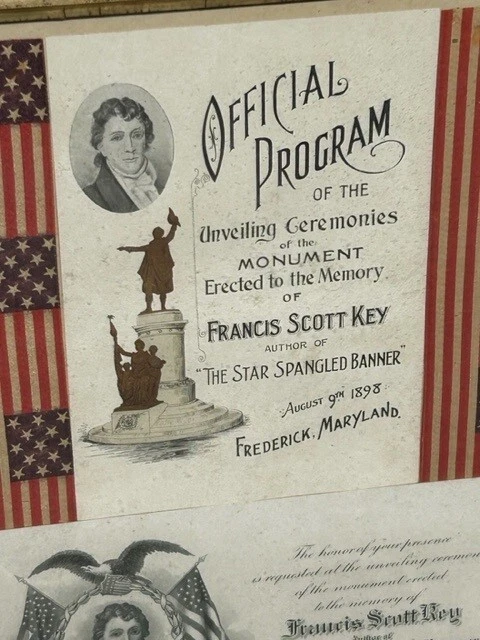 OFFICIAL
PROGRAM
OF THE
Unveiling Ceremonies
of the
MONUMENT
Erected to the Memory
OF
FRANCIS SCOTT KEY
AUTHOR OF
"THE STAR SPANGLED BANNER"
AUGUST 9TH 1898.
FREDERICK, MARYLAND.
The honor of your presence
is requested at the unveiling ceremon
of the monument erected
to the memory of
Francis Scott Key
Author of